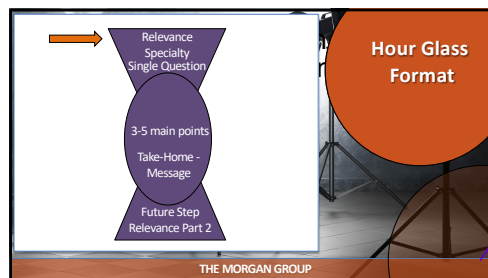 Relevance
Specialty
Single Question
3-5 main points
Take-Home -
Message
Future Step
Relevance Part 2
Hour Glass
Format
THE MORGAN GROUP